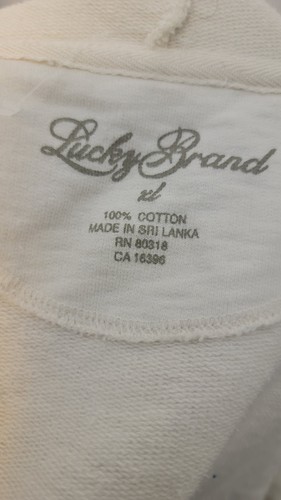 Lucky Brand
xl
100% COTTON
MADE IN SRI LANKA
RN 80318
CA 16396